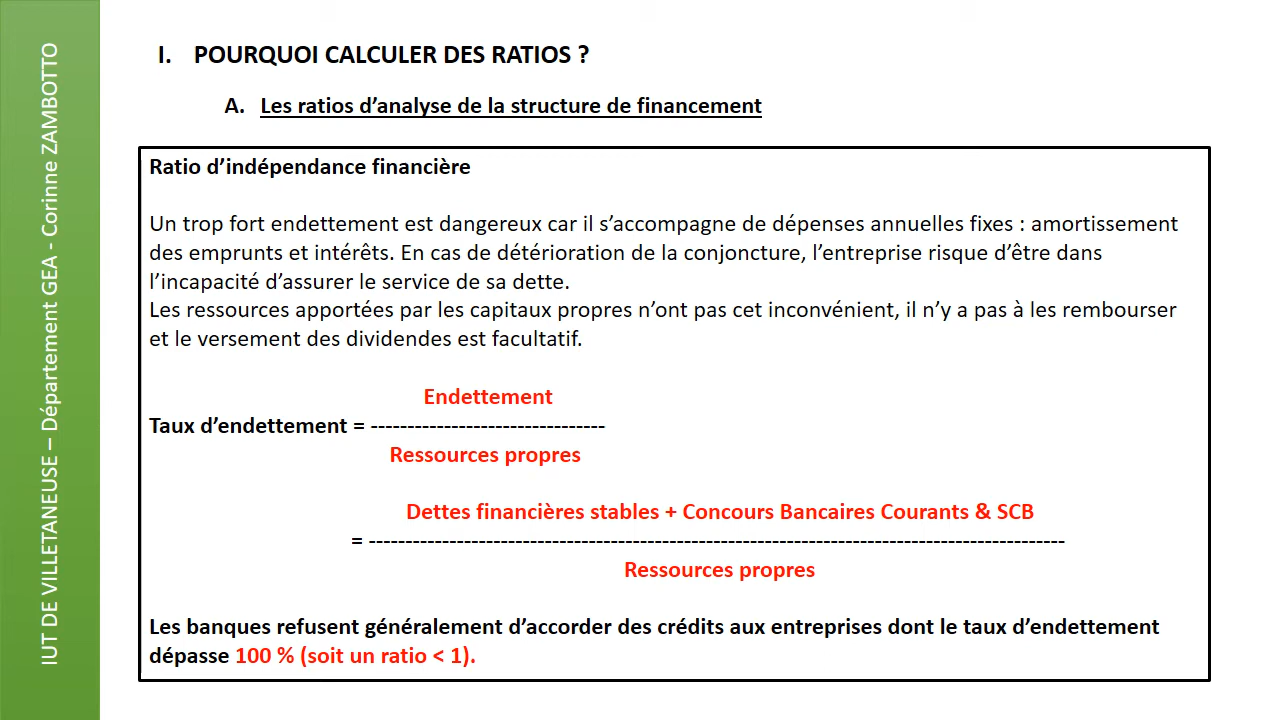 IUT DE VILLETANEUSE – Département GEA - Corinne ZAMBOTTO
I. POURQUOI CALCULER DES RATIOS ?
A. Les ratios d’analyse de la structure de financement
Ratio d’indépendance financière
Un trop fort endettement est dangereux car il s’accompagne de dépenses annuelles fixes : amortissement
des emprunts et intérêts. En cas de détérioration de la conjoncture, l’entreprise risque d’être dans
l’incapacité d’assurer le service de sa dette.
Les ressources apportées par les capitaux propres n’ont pas cet inconvénient, il n’y a pas à les rembourser
et le versement des dividendes est facultatif.
Endettement
Taux d’endettement = --------------------------------
Ressources propres
Dettes financières stables + Concours Bancaires Courants & SCB
= -----------------------------------------------------------------------------------------------
Ressources propres
Les banques refusent généralement d’accorder des crédits aux entreprises dont le taux d’endettement
dépasse 100 % (soit un ratio < 1).